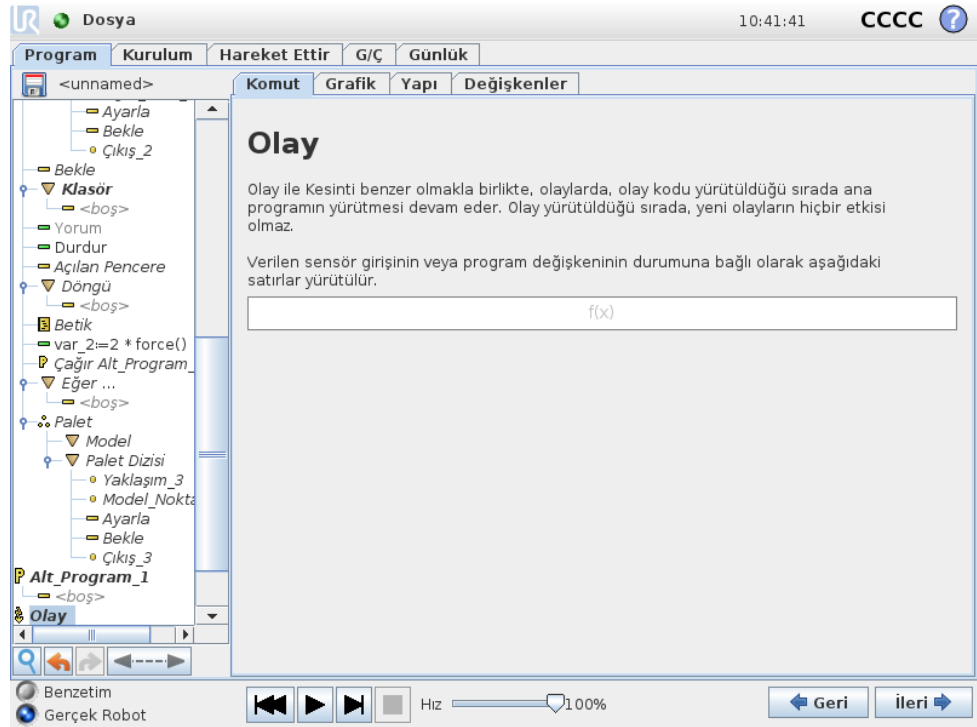 UR Dosya 10:41:41 CCCC ?
Program Kurulum Hareket Ettir G/Ç Günlük
<unnamed>
Komut Grafik Yapı Değişkenler
Ayarla
Bekle
Çıkış_2
Bekle
Klasör
<boş>
Yorum
Durdur
Açılan Pencere
Döngü
<boş>
Betik
var_2:=2 * force()
P Çağır Alt_Program_
Eğer ...
<boş>
Palet
Model
Palet Dizisi
Yaklaşım_3
Model_Nokta
Ayarla
Bekle
Çıkış_3
P Alt_Program_1
<boş>
Olay
Olay
Olay ile Kesinti benzer olmakla birlikte, olaylarda, olay kodu yürütüldüğü sırada ana
programın yürütmesi devam eder. Olay yürütüldüğü sırada, yeni olayların hiçbir etkisi
olmaz.
Verilen sensör girişinin veya program değişkeninin durumuna bağlı olarak aşağıdaki
satırlar yürütülür.
f(x)
Benzetim
Gerçek Robot
Hız 100%
Geri İleri